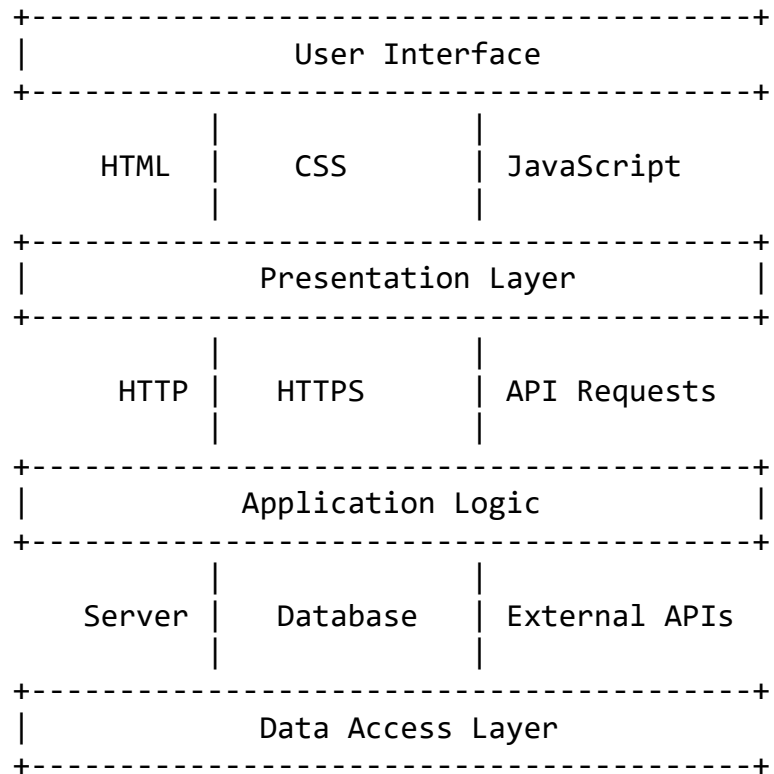 User Interface
HTML CSS JavaScript
Presentation Layer
HTTP HTTPS API Requests
Application Logic
Server Database External APIs
Data Access Layer